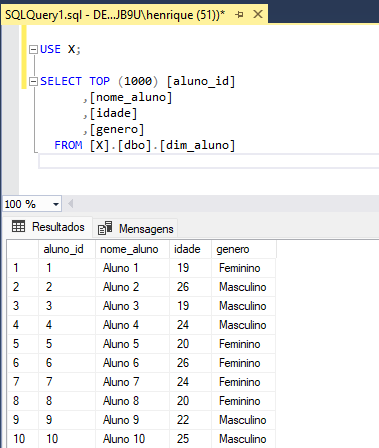 SQLQuery1.sql - DE...JB9U\henrique (51))*
USE X;
SELECT TOP (1000) [aluno_id]
,[nome_aluno]
,[idade]
,[genero]
FROM [X].[dbo].[dim_aluno]
100 %
Resultados Mensagens
aluno_id nome_aluno idade genero
1 1 Aluno 1 19 Feminino
2 2 Aluno 2 26 Masculino
3 3 Aluno 3 19 Masculino
4 4 Aluno 4 24 Masculino
5 5 Aluno 5 20 Feminino
6 6 Aluno 6 26 Feminino
7 7 Aluno 7 24 Feminino
8 8 Aluno 8 20 Feminino
9 9 Aluno 9 22 Masculino
10 10 Aluno 10 25 Masculino